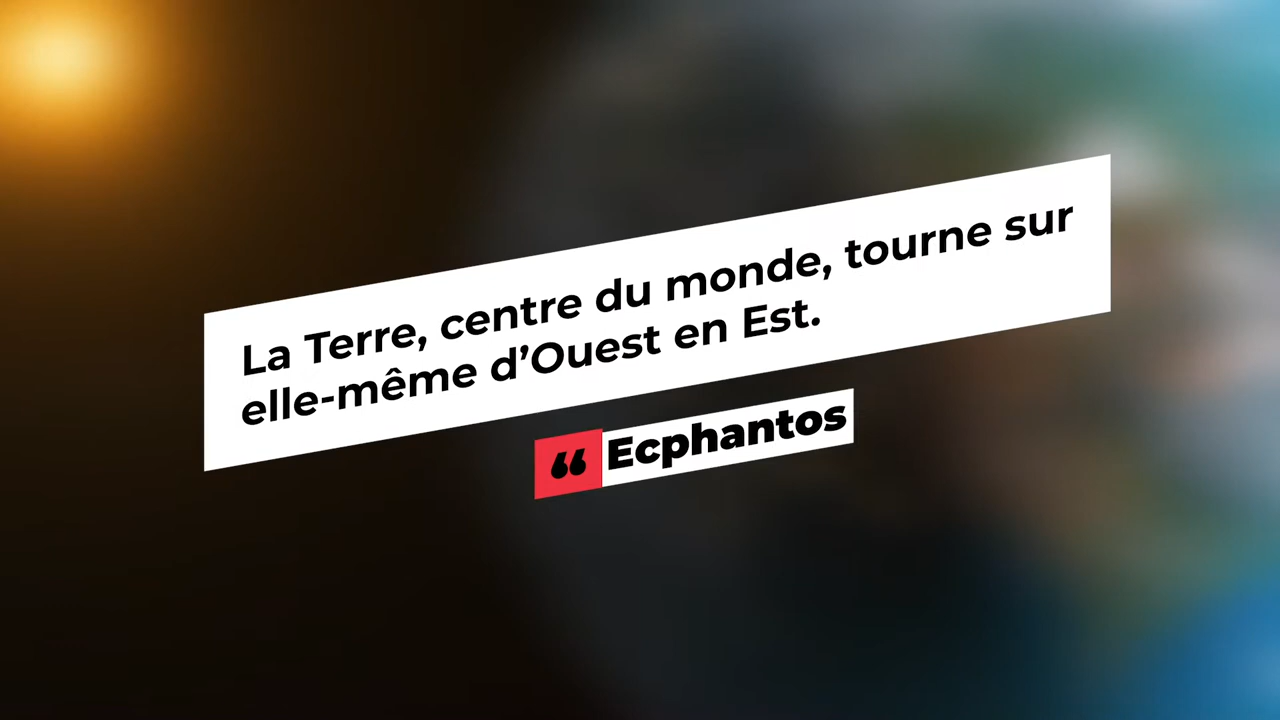 La Terre, centre du monde, tourne sur
elle-même d’Ouest en Est.
“ Ecphantos